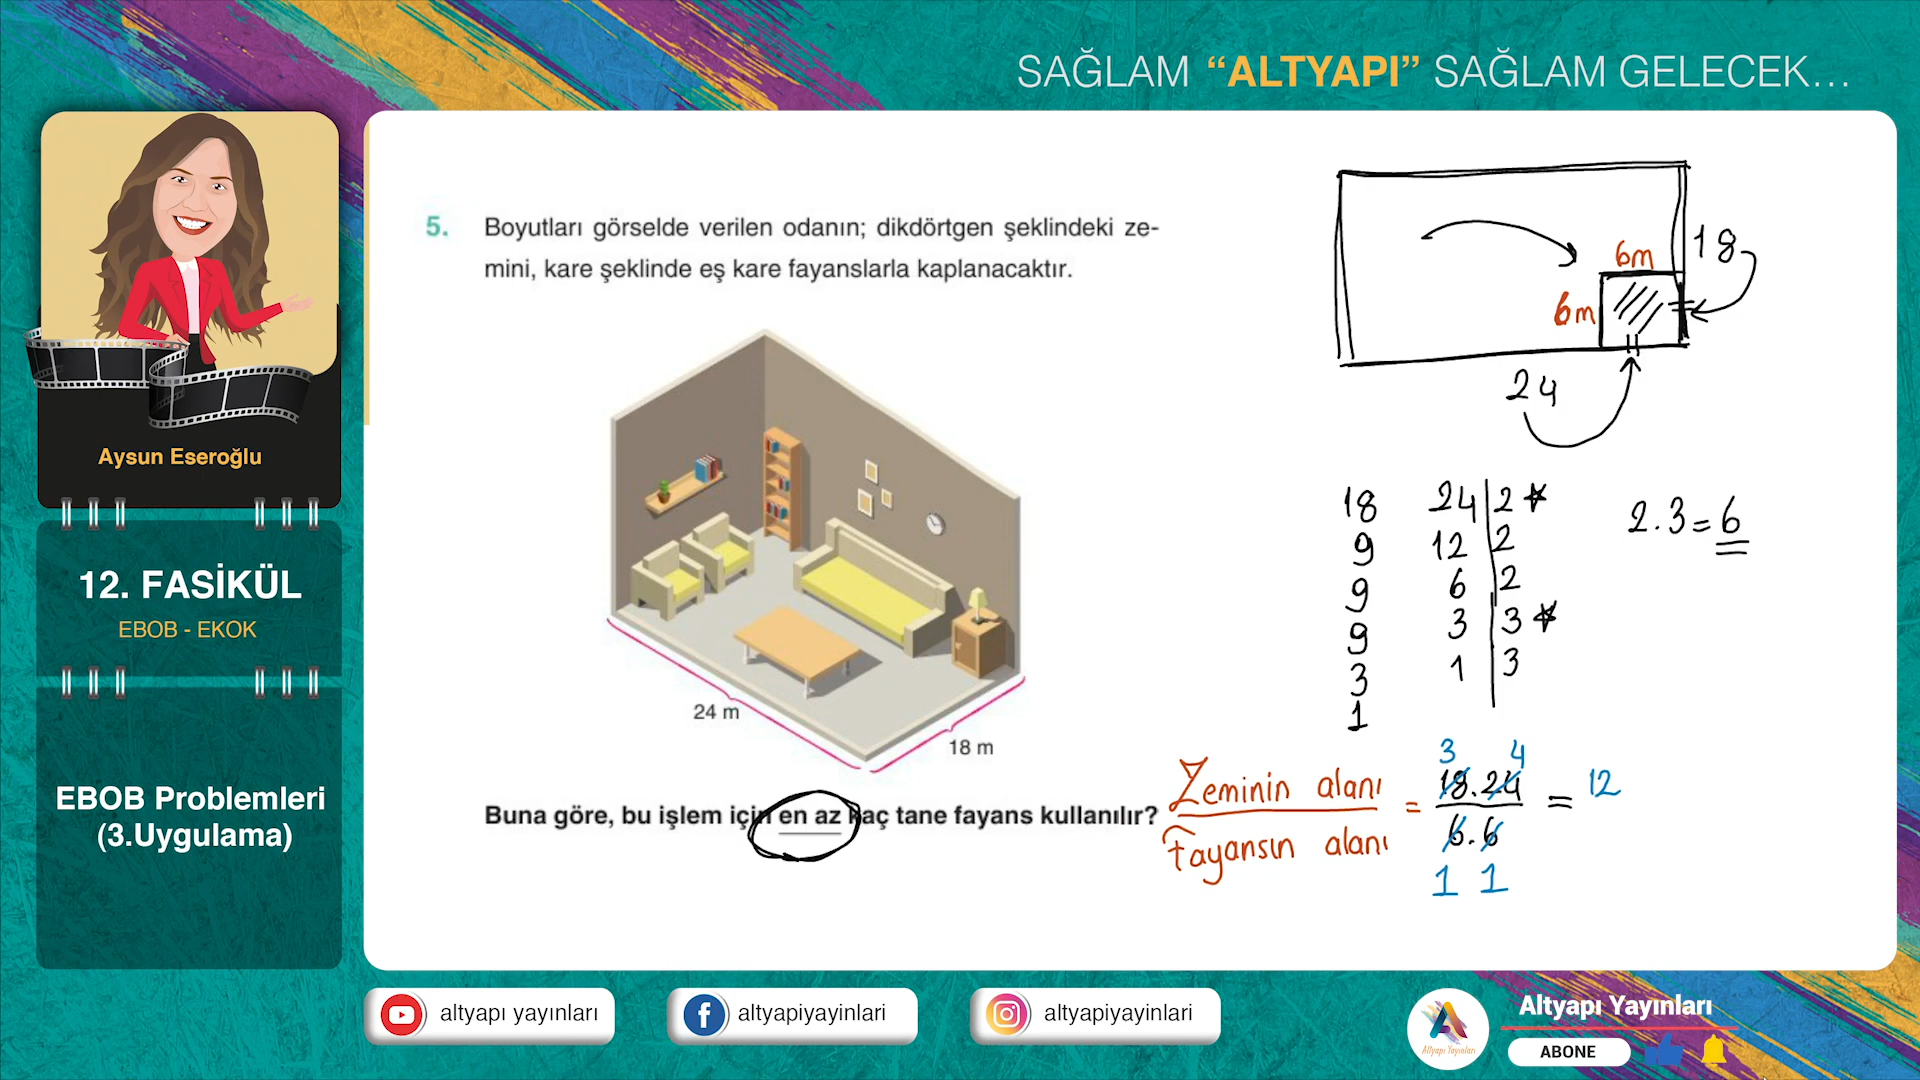 SAĞLAM “ALTYAPI” SAĞLAM GELECEK...
Aysun Eseroğlu
12. FASİKÜL
EBOB - EKOK
EBOB Problemleri
(3.Uygulama)
5. Boyutları görselde verilen odanın; dikdörtgen şeklindeki ze-
mini, kare şeklinde eş kare fayanslarla kaplanacaktır.
24 m
18 m
Buna göre, bu işlem için en az kaç tane fayans kullanılır?
18
6m
6m
24
18 24 2 *
9 12 2
9 6 2
9 3 3 *
3 1 3
1
2.3=6
3 4
Zeminin alanı = 18.24 = 12
Fayansın alanı 6.6
1 1
altyapı yayınları
altyapiyayinlari
altyapiyayinlari
Altyapı Yayınları
Altyapı Yayınları
ABONE